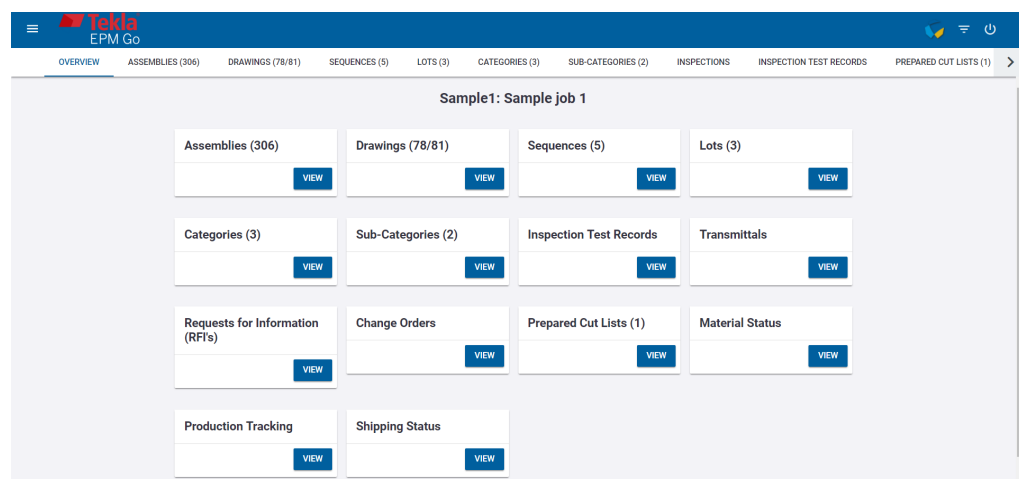 Tekla
EPM Go
OVERVIEW ASSEMBLIES (306) DRAWINGS (78/81) SEQUENCES (5) LOTS (3) CATEGORIES (3) SUB-CATEGORIES (2) INSPECTIONS INSPECTION TEST RECORDS PREPARED CUT LISTS (1)
Sample1: Sample job 1
Assemblies (306) Drawings (78/81) Sequences (5) Lots (3)
VIEW VIEW VIEW VIEW
Categories (3) Sub-Categories (2) Inspection Test Records Transmittals
VIEW VIEW VIEW VIEW
Requests for Information Change Orders Prepared Cut Lists (1) Material Status
(RFI's)
VIEW VIEW VIEW
VIEW
Production Tracking Shipping Status
VIEW VIEW